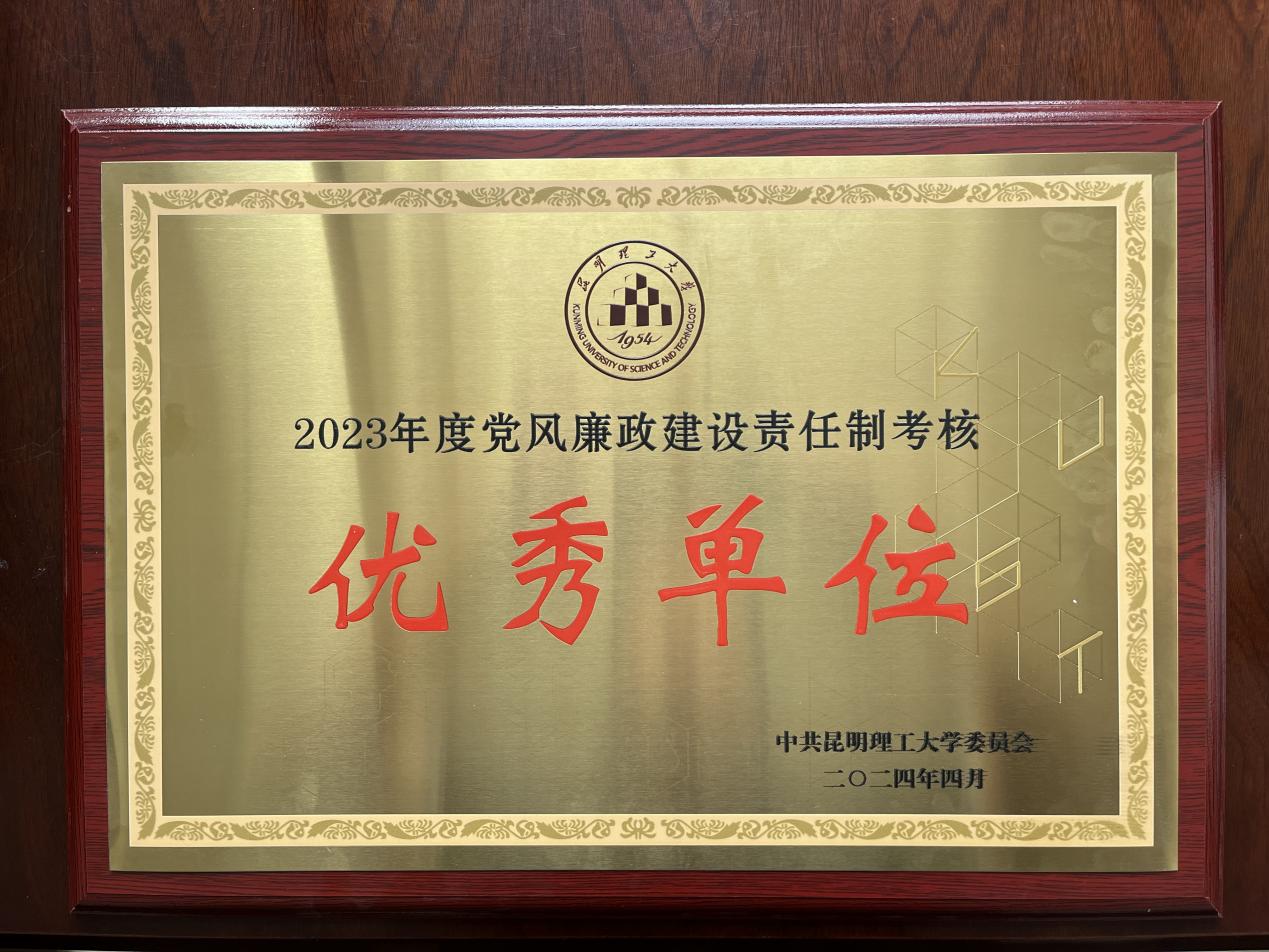 昆明理工大学
1954
KUNMING UNIVERSITY OF SCIENCE AND TECHNOLOGY
2023年度党风廉政建设责任制考核
优秀单位
K
U
S
T
中共昆明理工大学委员会
二〇二四年四月